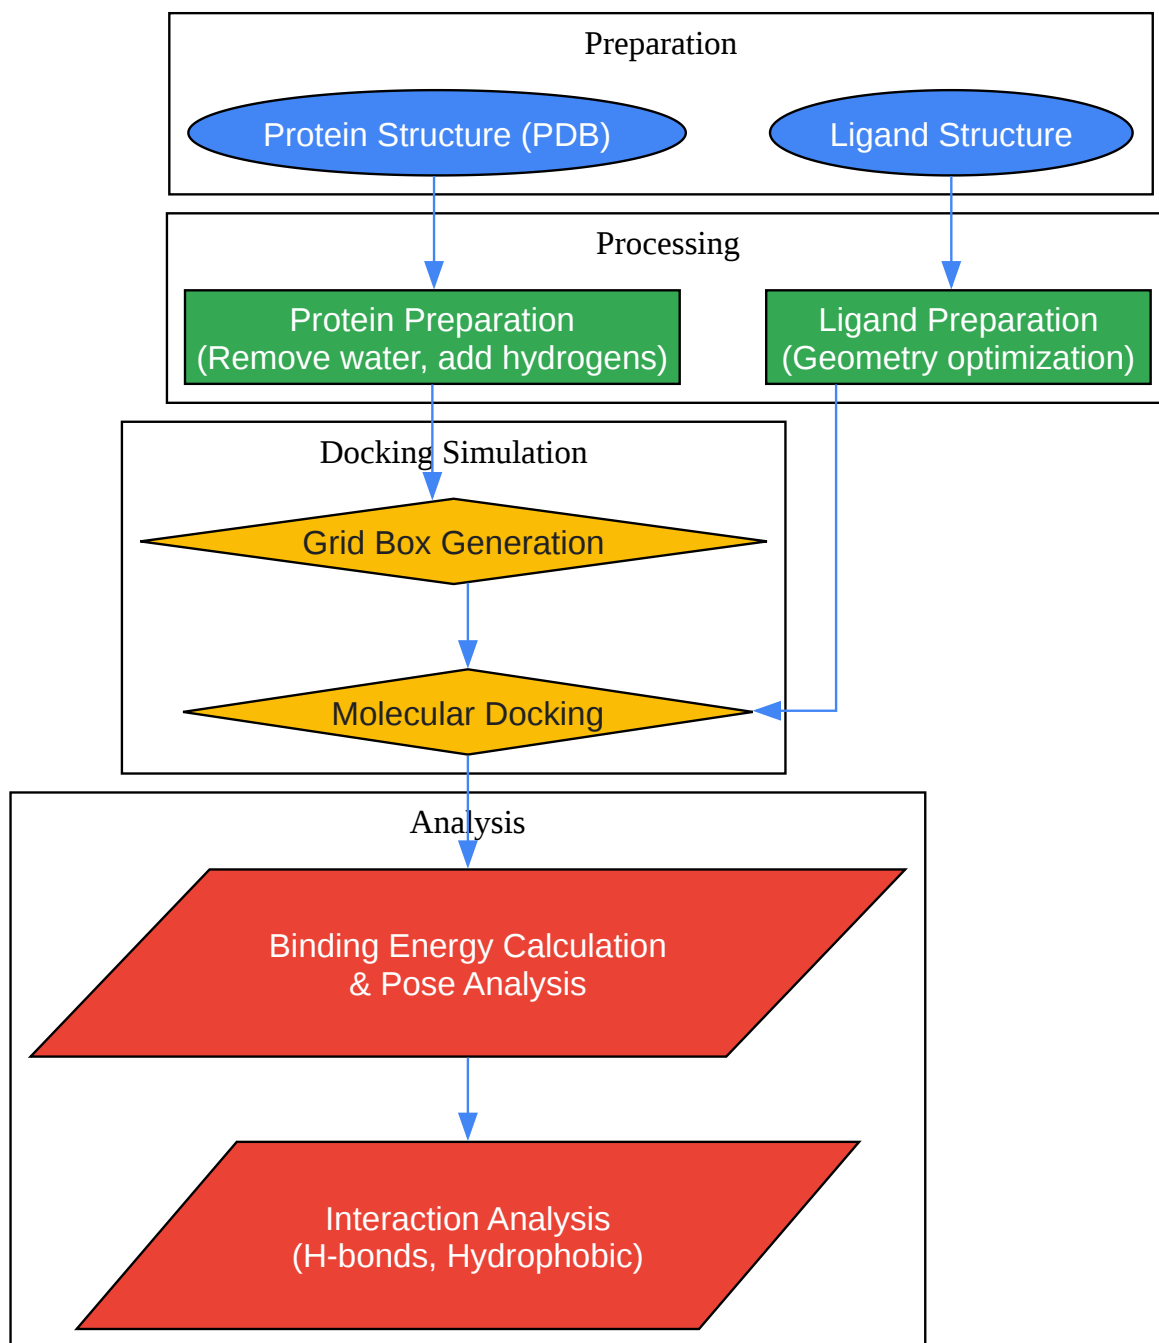 Preparation
Protein Structure (PDB)
Ligand Structure
Processing
Protein Preparation
(Remove water, add hydrogens)
Ligand Preparation
(Geometry optimization)
Docking Simulation
Grid Box Generation
Molecular Docking
Analysis
Binding Energy Calculation
& Pose Analysis
Interaction Analysis
(H-bonds, Hydrophobic)